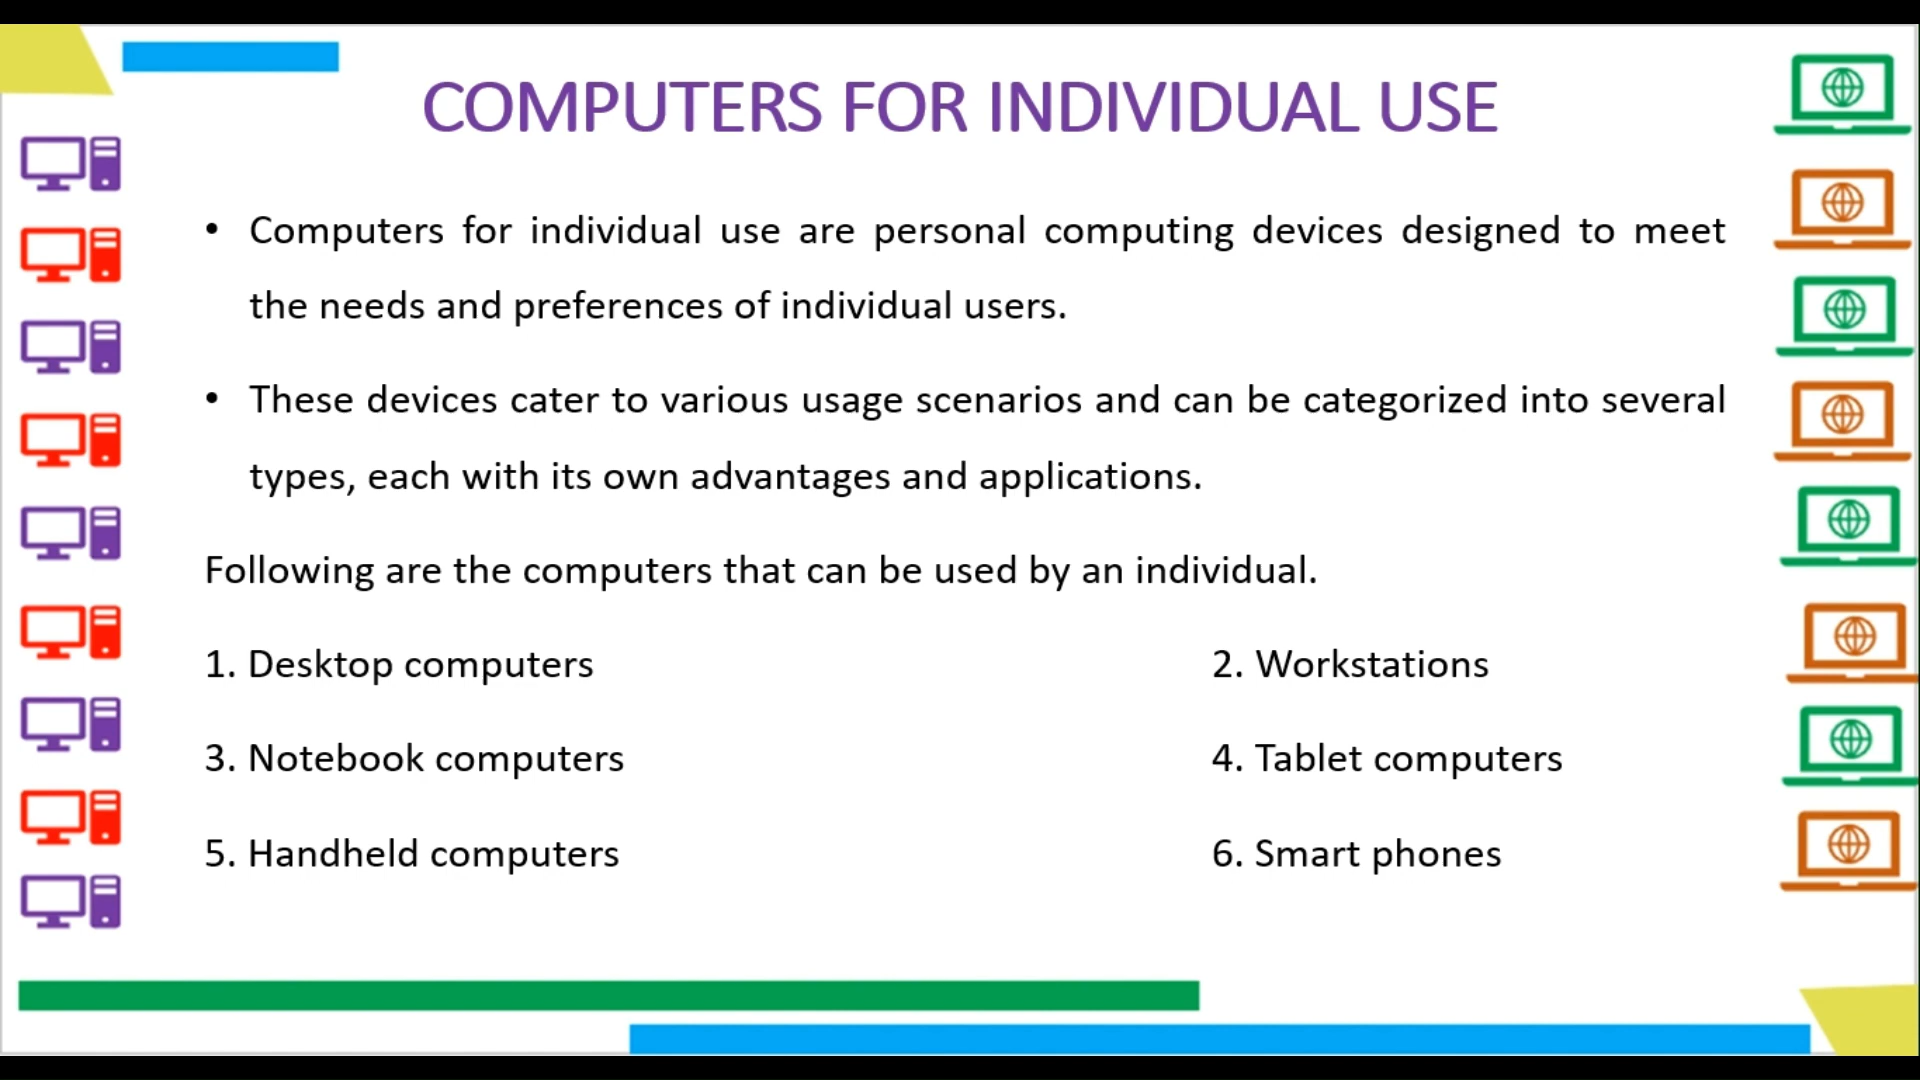 COMPUTERS FOR INDIVIDUAL USE
• Computers for individual use are personal computing devices designed to meet
the needs and preferences of individual users.
• These devices cater to various usage scenarios and can be categorized into several
types, each with its own advantages and applications.
Following are the computers that can be used by an individual.
1. Desktop computers 2. Workstations
3. Notebook computers 4. Tablet computers
5. Handheld computers 6. Smart phones